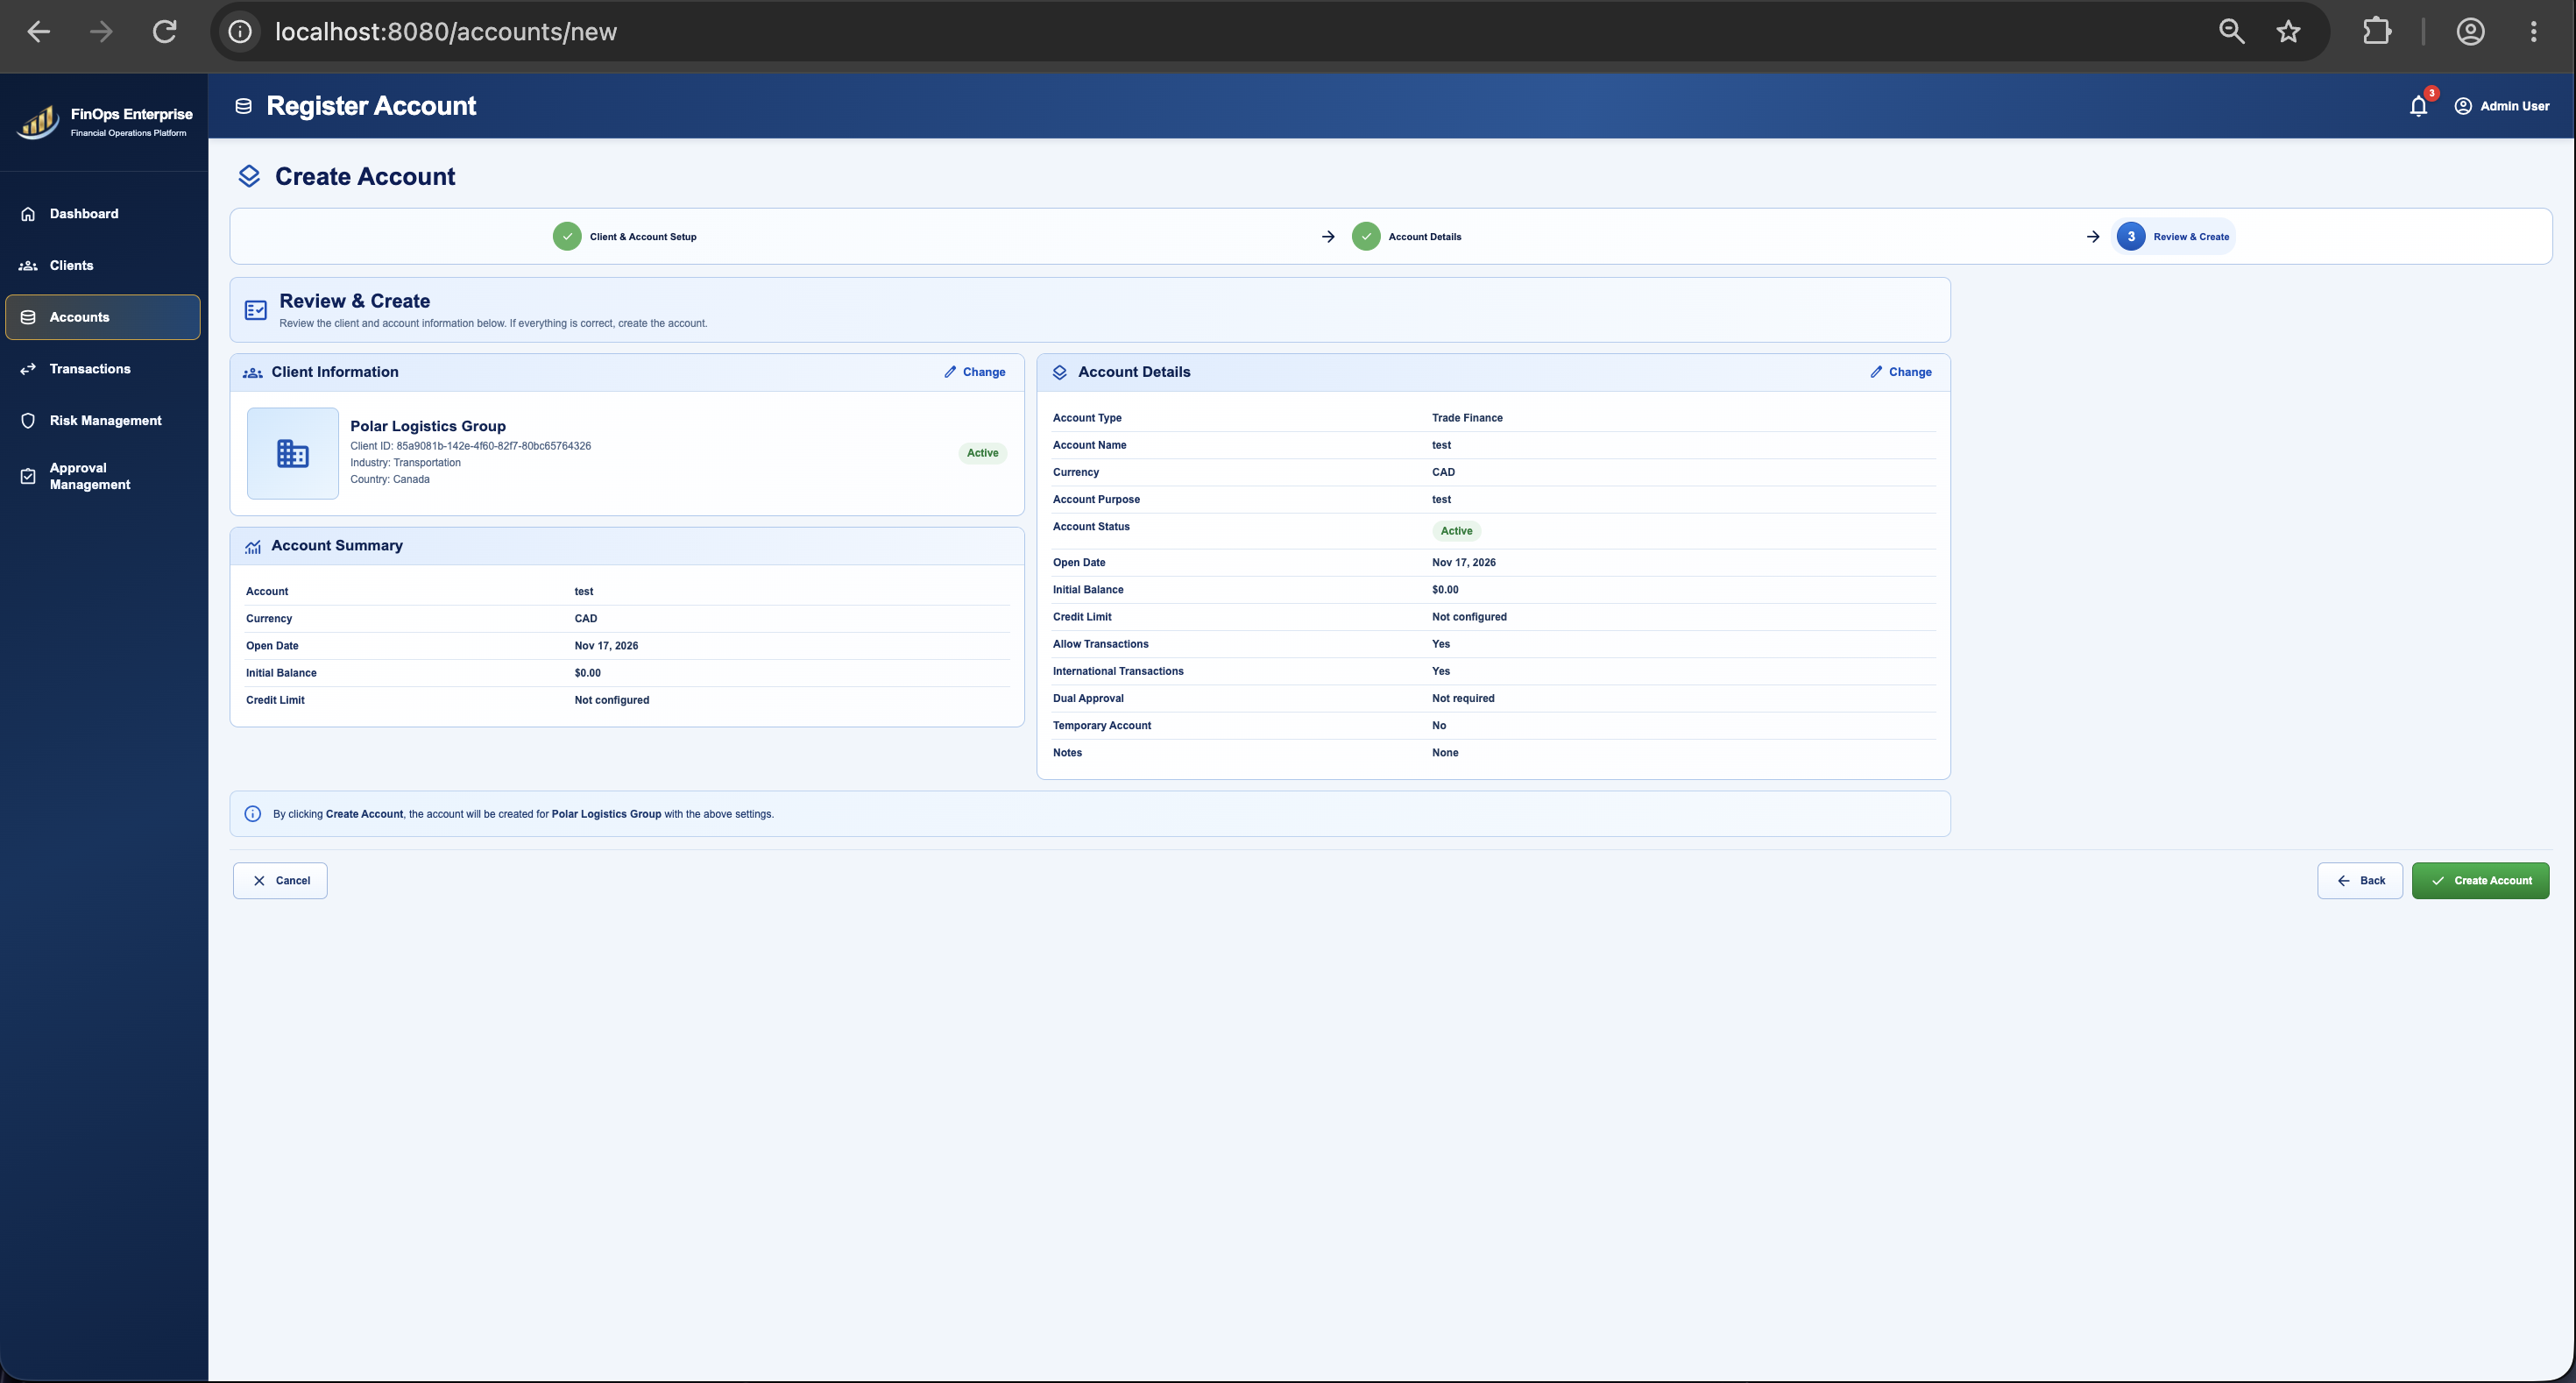 localhost:8080/accounts/new
FinOps Enterprise
Financial Operations Platform
Register Account
3
Admin User
Dashboard
Clients
Accounts
Transactions
Risk Management
Approval
Management
Create Account
Client & Account Setup
Account Details
3 Review & Create
Review & Create
Review the client and account information below. If everything is correct, create the account.
Client Information
Change
Polar Logistics Group
Client ID: 85a9081b-142e-4f60-82f7-80bc65764326
Industry: Transportation
Country: Canada
Active
Account Summary
Account test
Currency CAD
Open Date Nov 17, 2026
Initial Balance $0.00
Credit Limit Not configured
Account Details
Change
Account Type Trade Finance
Account Name test
Currency CAD
Account Purpose test
Account Status Active
Open Date Nov 17, 2026
Initial Balance $0.00
Credit Limit Not configured
Allow Transactions Yes
International Transactions Yes
Dual Approval Not required
Temporary Account No
Notes None
By clicking Create Account, the account will be created for Polar Logistics Group with the above settings.
Cancel
Back
Create Account